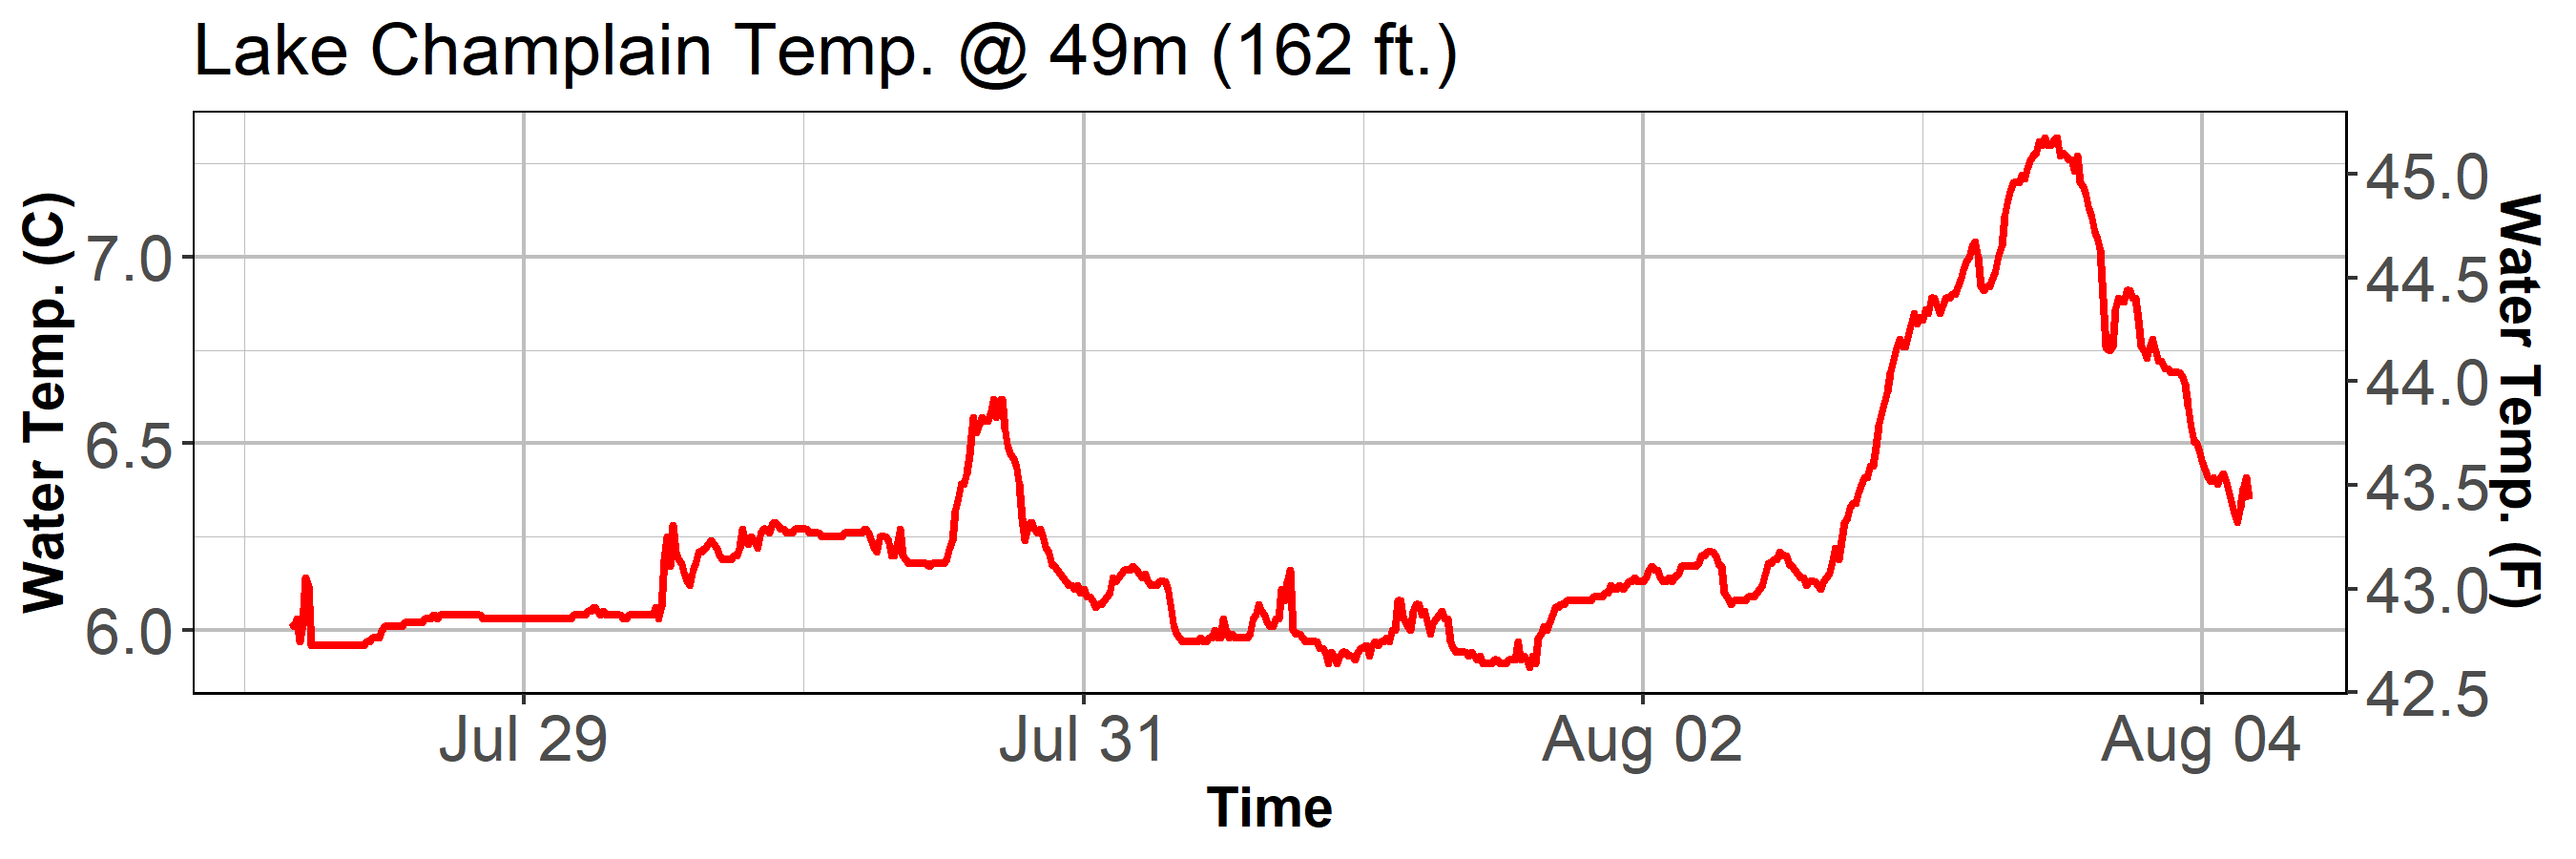 Lake Champlain Temp. @ 49m (162 ft.)
Water Temp. (C)
7.0
6.5
6.0
45.0
44.5
44.0
43.5
43.0
42.5
Water Temp. (F)
Jul 29 Jul 31 Aug 02 Aug 04
Time